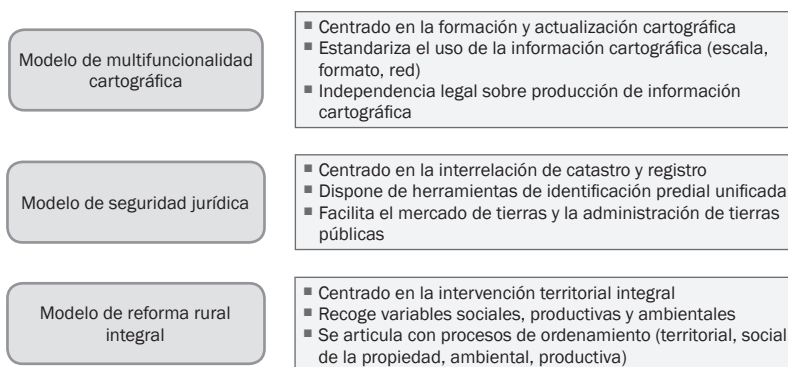 Modelo de multifuncionalidad
cartográfica
■ Centrado en la formación y actualización cartográfica
■ Estandariza el uso de la información cartográfica (escala,
formato, red)
■ Independencia legal sobre producción de información
cartográfica
Modelo de seguridad jurídica
■ Centrado en la interrelación de catastro y registro
■ Dispone de herramientas de identificación predial unificada
■ Facilita el mercado de tierras y la administración de tierras
públicas
Modelo de reforma rural
integral
■ Centrado en la intervención territorial integral
■ Recoge variables sociales, productivas y ambientales
■ Se articula con procesos de ordenamiento (territorial, social
de la propiedad, ambiental, productiva)